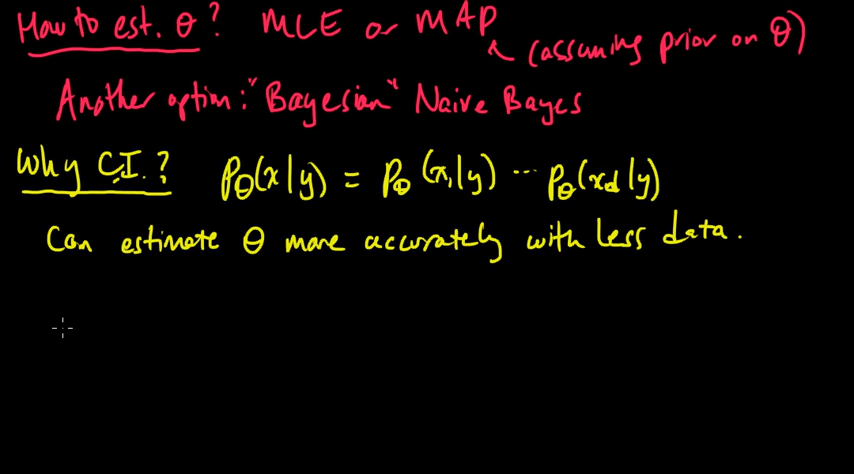 How to est. θ? MLE or MAP
(assuming prior on θ)
Another option: "Bayesian" Naive Bayes
Why C.I.? pθ(x|y) = pθ(x₁|y) ... pθ(xd|y)
Can estimate θ more accurately with less data.